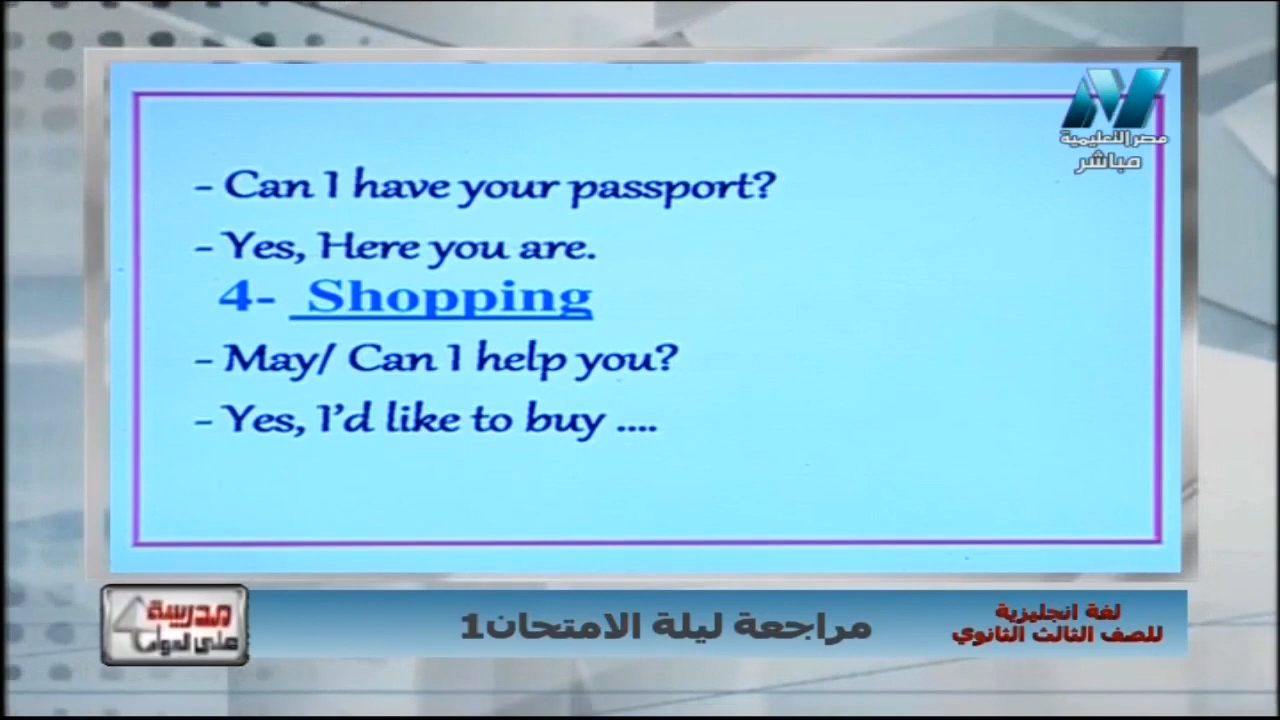 مصر التعليمية
مباشر
- Can I have your passport?
- Yes, Here you are.
4- Shopping
- May/ Can I help you?
- Yes, I'd like to buy ....
لغة انجليزية
للصف الثالث الثانوي
مراجعة ليلة الامتحان1
مدرسة
على الهواء